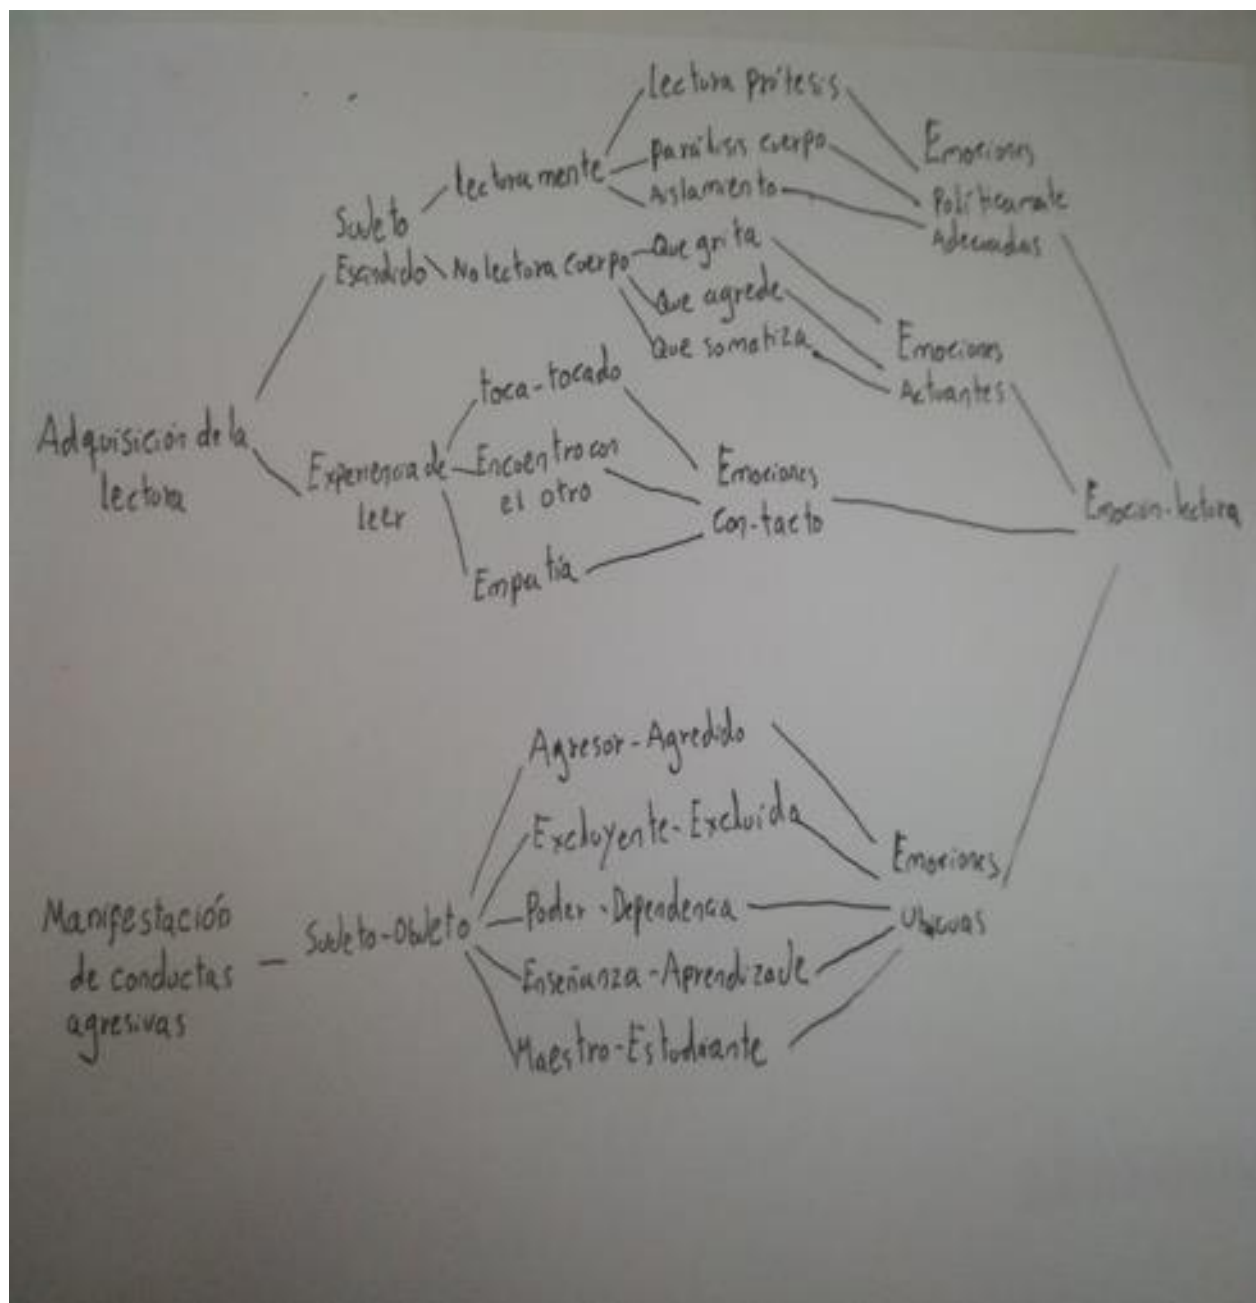 Lectura prótesis
Parálisis cuerpo
Aislamiento
Emociones
Políticamate
Adecuadas
lectura mente
Sujeto
Escindido
No lectura cuerpo
Que grita
Que agrede
Que somatiza
Emociones
Actuantes
Adquisición de la
lectura
Experiencia de
leer
toca-tocado
Encuentro con
el otro
Empatía
Emociones
Con-tacto
Emoción-lectora
Agresor-Agredido
Excluyente-Excluida
Poder-Dependencia
Enseñanza-Aprendizaje
Maestro-Estudiante
Emociones
Ubicuas
Manifestación
de conductas
agresivas
Sujeto-Objeto